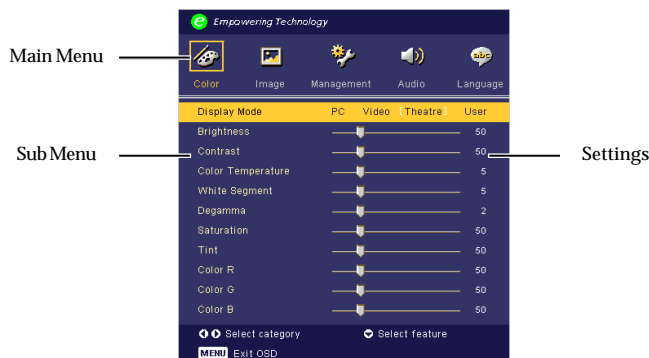 Empowering Technology
Main Menu
Color Image Management Audio Language
Display Mode PC Video [Theatre] User
Brightness 50
Sub Menu Contrast 50 Settings
Color Temperature 5
White Segment 5
Degamma 2
Saturation 50
Tint 50
Color R 50
Color G 50
Color B 50
Select category Select feature
MENU Exit OSD